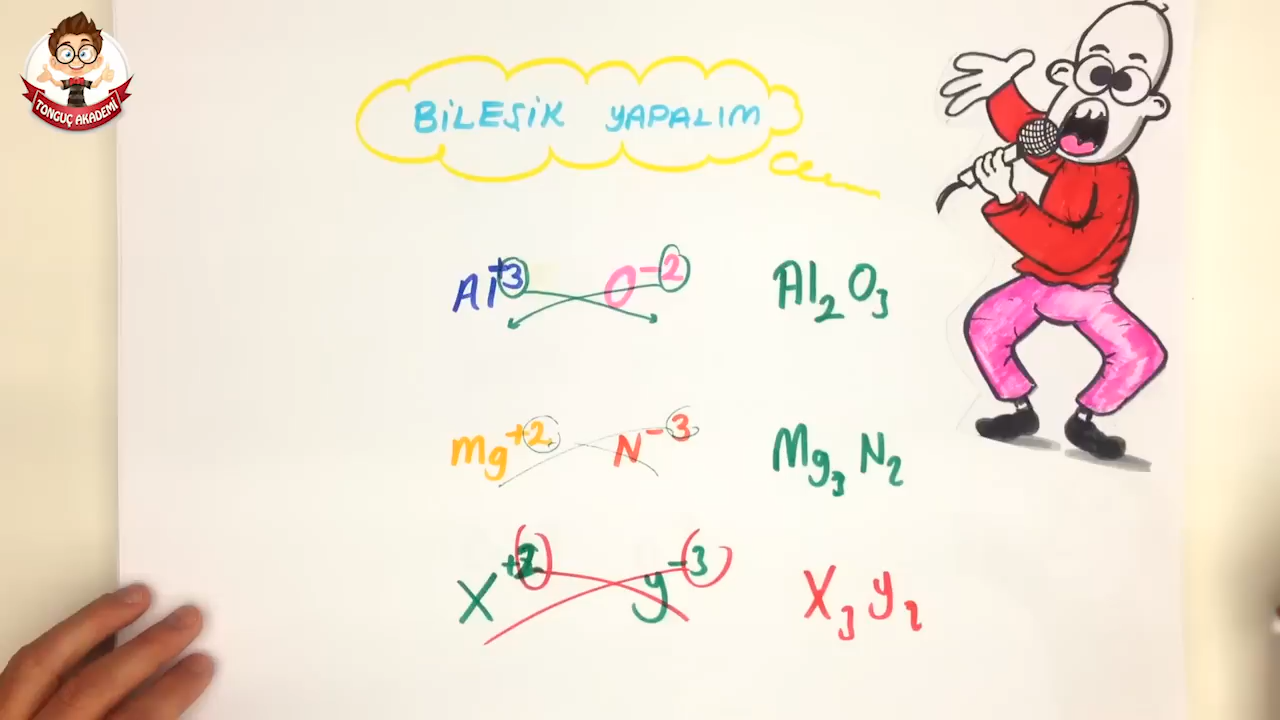 TONGUÇ AKADEMİ
BİLEŞİK YAPALIM
Al+3 O-2 Al2O3
Mg+2 N-3 Mg3N2
X+2 y-3 X3y2